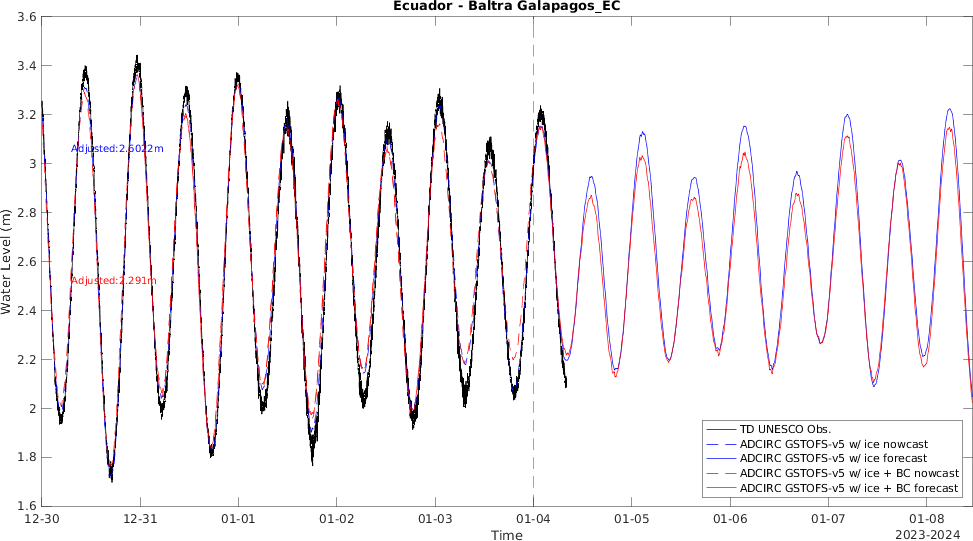 Ecuador - Baltra Galapagos_EC
3.6
3.4
3.2
3
2.8
2.6
2.4
2.2
2
1.8
1.6
Water Level (m)
Adjusted:2.5022m
Adjusted:2.291m
TD UNESCO Obs.
ADCIRC GSTOFS-v5 w/ ice nowcast
ADCIRC GSTOFS-v5 w/ ice forecast
ADCIRC GSTOFS-v5 w/ ice + BC nowcast
ADCIRC GSTOFS-v5 w/ ice + BC forecast
12-30 12-31 01-01 01-02 01-03 01-04 01-05 01-06 01-07 01-08
Time
2023-2024